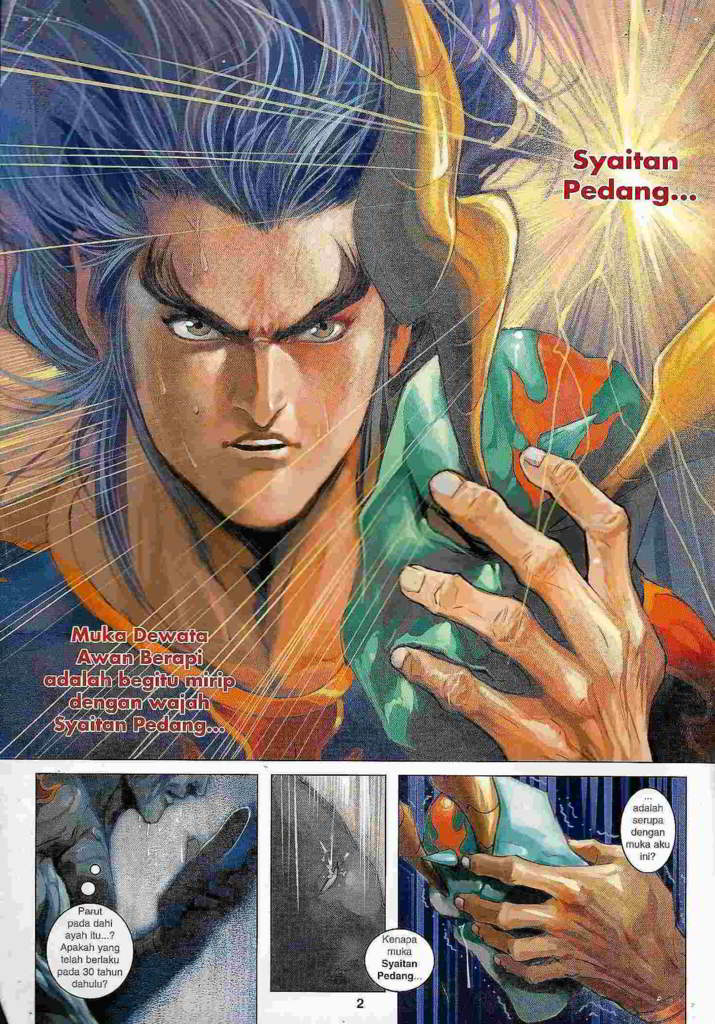 Syaitan
Pedang...
Muka Dewata
Awan Berapi
adalah begitu mirip
dengan wajah
Syaitan Pedang...
Parut
pada dahi
ayah itu...?
Apakah yang
telah berlaku
pada 30 tahun
dahulu?
Kenapa
muka
Syaitan
Pedang...
...
adalah
serupa
dengan
muka aku
ini?
2